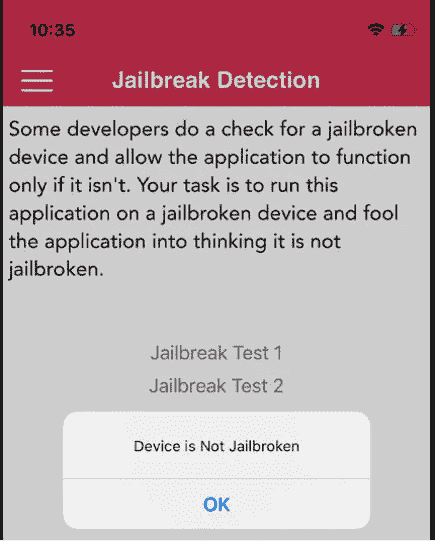 10:35
Jailbreak Detection
Some developers do a check for a jailbroken
device and allow the application to function
only if it isn't. Your task is to run this
application on a jailbroken device and fool
the application into thinking it is not
jailbroken.
Jailbreak Test 1
Jailbreak Test 2
Device is Not Jailbroken
OK